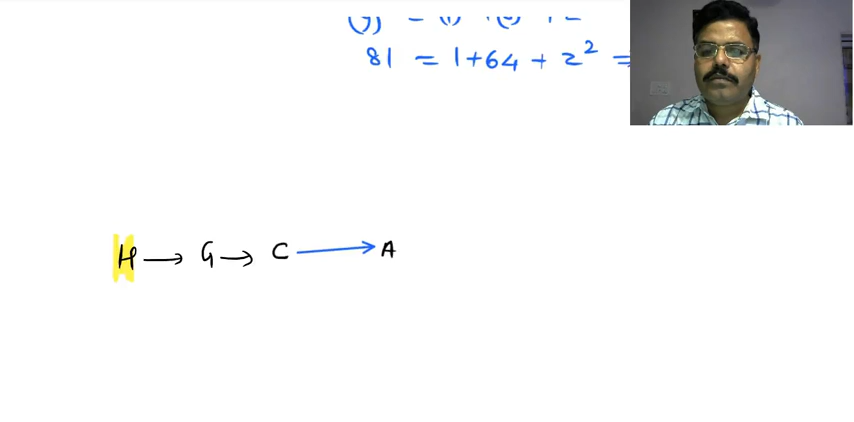 81 = 1+64 + z² =
H → G → C → A